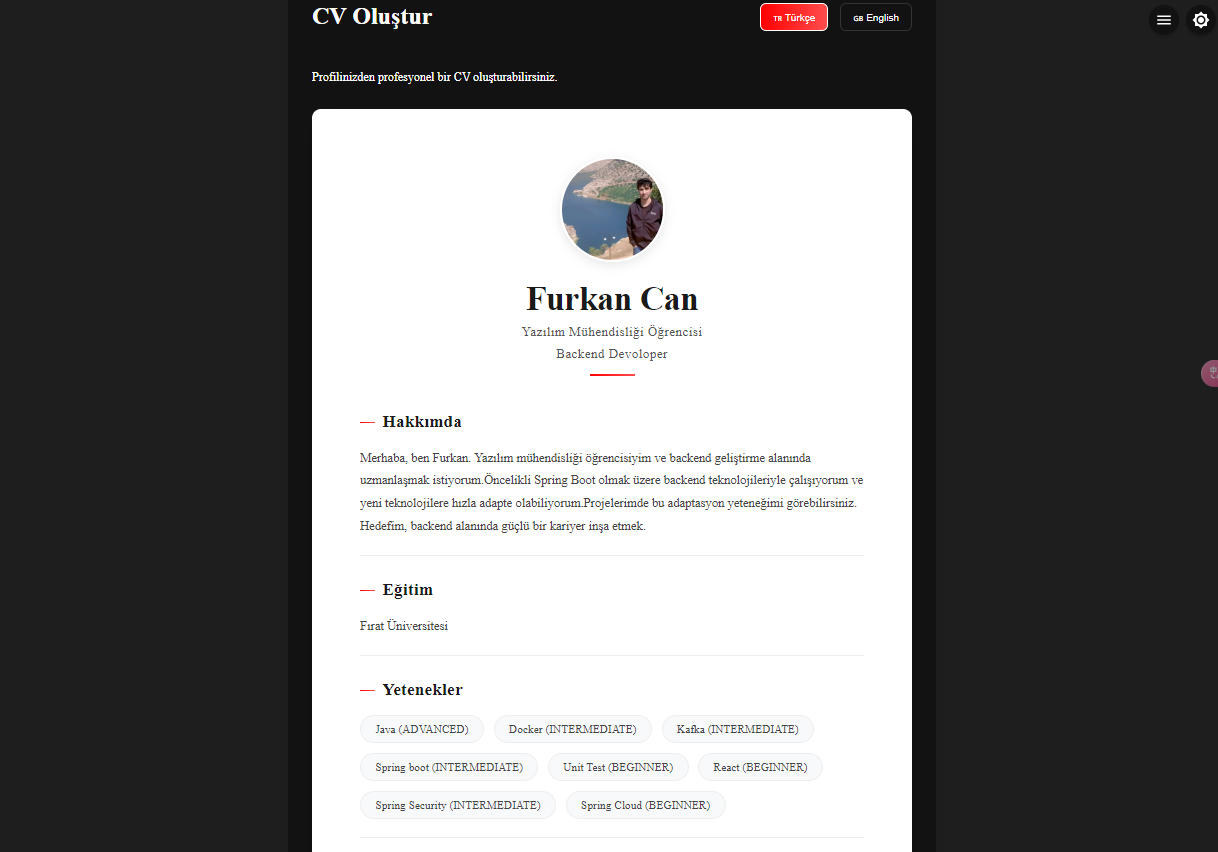 CV Oluştur
TR Türkçe
GB English
Profilinizden profesyonel bir CV oluşturabilirsiniz.
Furkan Can
Yazılım Mühendisliği Öğrencisi
Backend Devoloper
Hakkımda
Merhaba, ben Furkan. Yazılım mühendisliği öğrencisiyim ve backend geliştirme alanında
uzmanlaşmak istiyorum.Öncelikli Spring Boot olmak üzere backend teknolojileriyle çalışıyorum ve
yeni teknolojilere hızla adapte olabiliyorum.Projelerimde bu adaptasyon yeteneğimi görebilirsiniz.
Hedefim, backend alanında güçlü bir kariyer inşa etmek.
Eğitim
Fırat Üniversitesi
Yetenekler
Java (ADVANCED)
Docker (INTERMEDIATE)
Kafka (INTERMEDIATE)
Spring boot (INTERMEDIATE)
Unit Test (BEGINNER)
React (BEGINNER)
Spring Security (INTERMEDIATE)
Spring Cloud (BEGINNER)